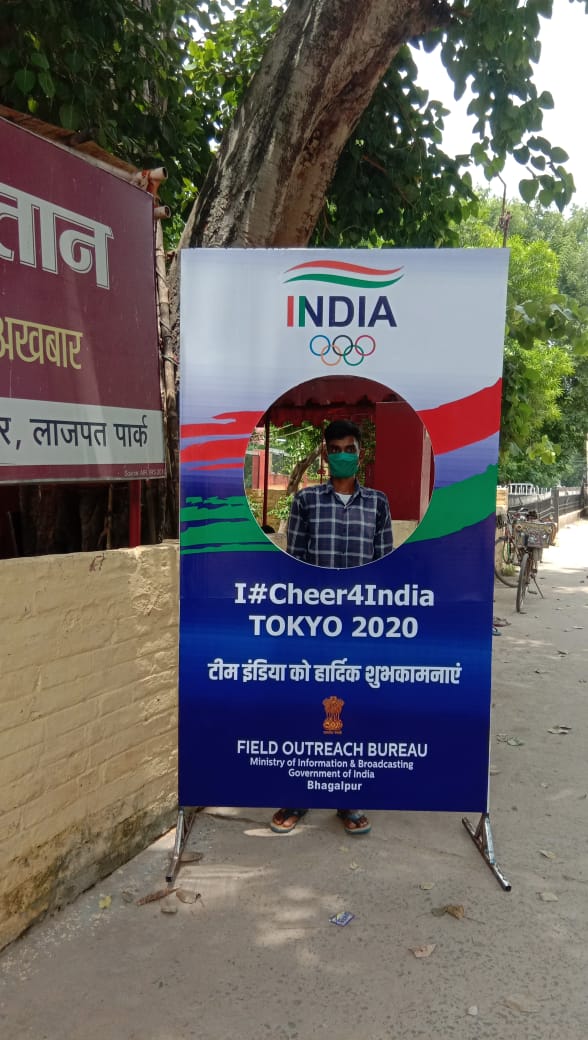 तान
अखबार
र, लाजपत पार्क
INDIA
I#Cheer4India
TOKYO 2020
टीम इंडिया को हार्दिक शुभकामनाएं
FIELD OUTREACH BUREAU
Ministry of Information & Broadcasting
Government of India
Bhagalpur